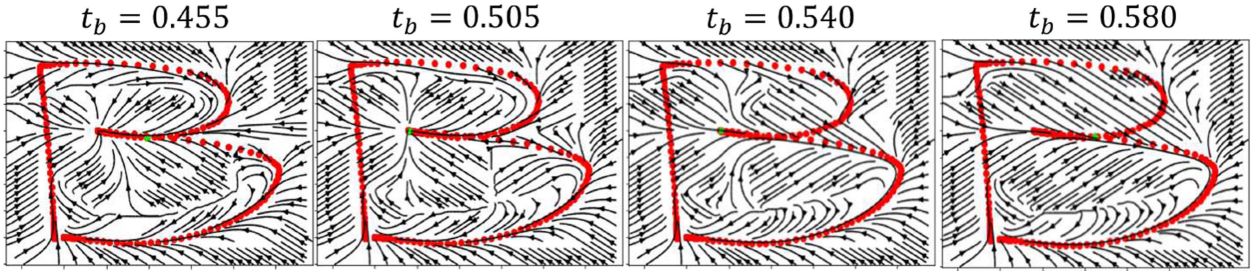 t_b = 0.455 t_b = 0.505 t_b = 0.540 t_b = 0.580